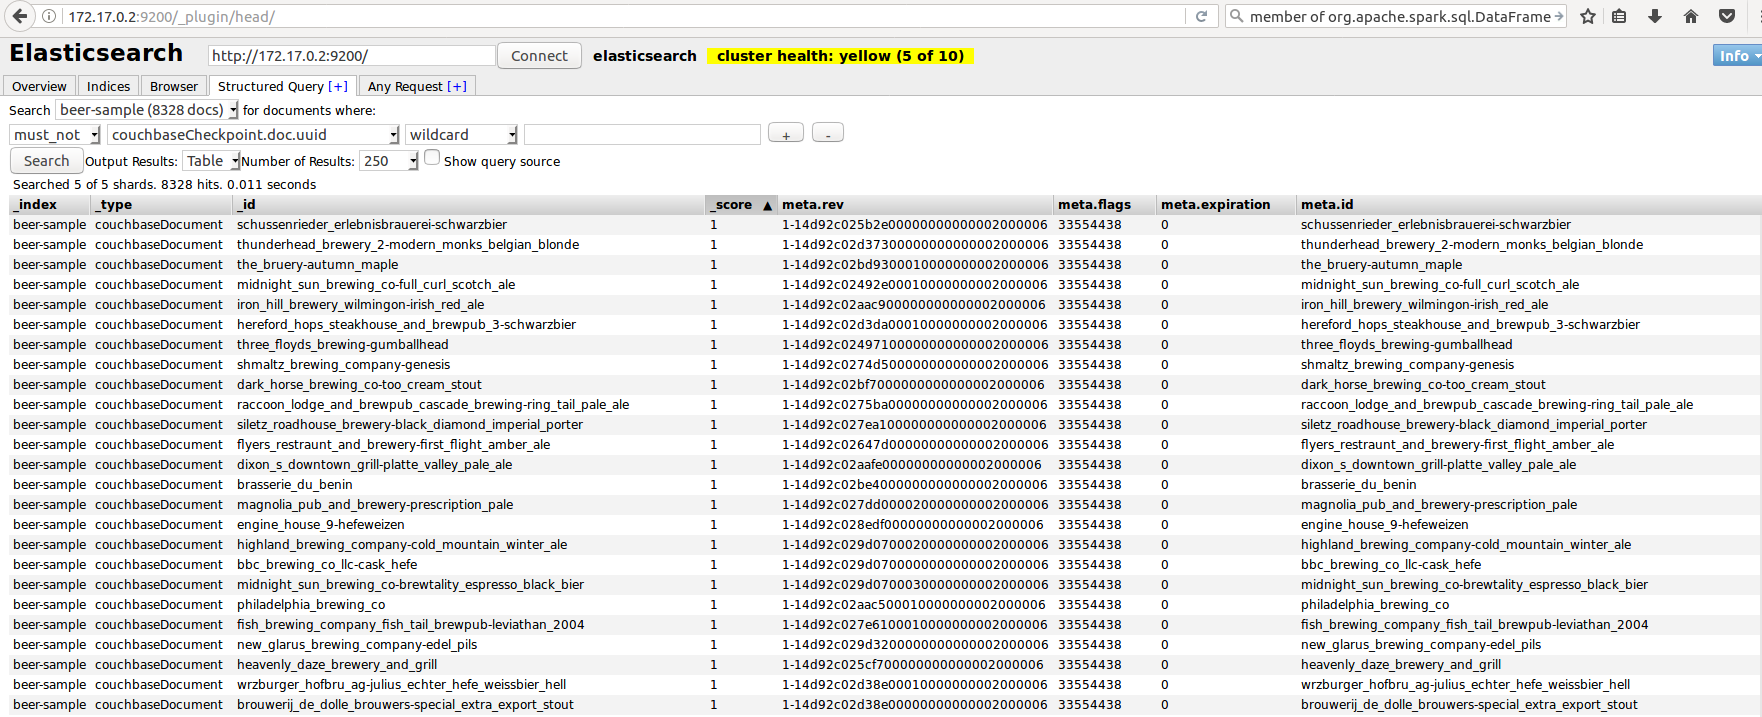 172.17.0.2:9200/_plugin/head/ member of org.apache.spark.sql.DataFrame
Elasticsearch http://172.17.0.2:9200/ Connect elasticsearch cluster health: yellow (5 of 10) Info
Overview Indices Browser Structured Query [+] Any Request [+]
Search beer-sample (8328 docs) for documents where:
must_not couchbaseCheckpoint.doc.uuid wildcard + -
Search Output Results: Table Number of Results: 250 Show query source
Searched 5 of 5 shards. 8328 hits. 0.011 seconds
_index _type _id _score ▲ meta.rev meta.flags meta.expiration meta.id
beer-sample couchbaseDocument schussenrieder_erlebnisbrauerei-schwarzbier 1 1-14d92c025b2e00000000000002000006 33554438 0 schussenrieder_erlebnisbrauerei-schwarzbier
beer-sample couchbaseDocument thunderhead_brewery_2-modern_monks_belgian_blonde 1 1-14d92c02d37300000000000002000006 33554438 0 thunderhead_brewery_2-modern_monks_belgian_blonde
beer-sample couchbaseDocument the_bruery-autumn_maple 1 1-14d92c02bd9300010000000002000006 33554438 0 the_bruery-autumn_maple
beer-sample couchbaseDocument midnight_sun_brewing_co-full_curl_scotch_ale 1 1-14d92c02492e00010000000002000006 33554438 0 midnight_sun_brewing_co-full_curl_scotch_ale
beer-sample couchbaseDocument iron_hill_brewery_wilmingon-irish_red_ale 1 1-14d92c02aac900000000000002000006 33554438 0 iron_hill_brewery_wilmingon-irish_red_ale
beer-sample couchbaseDocument hereford_hops_steakhouse_and_brewpub_3-schwarzbier 1 1-14d92c02d3da00010000000002000006 33554438 0 hereford_hops_steakhouse_and_brewpub_3-schwarzbier
beer-sample couchbaseDocument three_floyds_brewing-gumballhead 1 1-14d92c02497100000000000002000006 33554438 0 three_floyds_brewing-gumballhead
beer-sample couchbaseDocument shmaltz_brewing_company-genesis 1 1-14d92c0274d500000000000002000006 33554438 0 shmaltz_brewing_company-genesis
beer-sample couchbaseDocument dark_horse_brewing_co-too_cream_stout 1 1-14d92c02bf7000000000000002000006 33554438 0 dark_horse_brewing_co-too_cream_stout
beer-sample couchbaseDocument raccoon_lodge_and_brewpub_cascade_brewing-ring_tail_pale_ale 1 1-14d92c0275ba00000000000002000006 33554438 0 raccoon_lodge_and_brewpub_cascade_brewing-ring_tail_pale_ale
beer-sample couchbaseDocument siletz_roadhouse_brewery-black_diamond_imperial_porter 1 1-14d92c027ea100000000000002000006 33554438 0 siletz_roadhouse_brewery-black_diamond_imperial_porter
beer-sample couchbaseDocument flyers_restraunt_and_brewery-first_flight_amber_ale 1 1-14d92c02647d00000000000002000006 33554438 0 flyers_restraunt_and_brewery-first_flight_amber_ale
beer-sample couchbaseDocument dixon_s_downtown_grill-platte_valley_pale_ale 1 1-14d92c02aafe00000000000002000006 33554438 0 dixon_s_downtown_grill-platte_valley_pale_ale
beer-sample couchbaseDocument brasserie_du_benin 1 1-14d92c02be4000000000000002000006 33554438 0 brasserie_du_benin
beer-sample couchbaseDocument magnolia_pub_and_brewery-prescription_pale 1 1-14d92c027dd000020000000002000006 33554438 0 magnolia_pub_and_brewery-prescription_pale
beer-sample couchbaseDocument engine_house_9-hefeweizen 1 1-14d92c028edf00000000000002000006 33554438 0 engine_house_9-hefeweizen
beer-sample couchbaseDocument highland_brewing_company-cold_mountain_winter_ale 1 1-14d92c029d0700020000000002000006 33554438 0 highland_brewing_company-cold_mountain_winter_ale
beer-sample couchbaseDocument bbc_brewing_co_llc-cask_hefe 1 1-14d92c029d0700000000000002000006 33554438 0 bbc_brewing_co_llc-cask_hefe
beer-sample couchbaseDocument midnight_sun_brewing_co-brewtality_espresso_black_bier 1 1-14d92c029d0700030000000002000006 33554438 0 midnight_sun_brewing_co-brewtality_espresso_black_bier
beer-sample couchbaseDocument philadelphia_brewing_co 1 1-14d92c02aac500010000000002000006 33554438 0 philadelphia_brewing_co
beer-sample couchbaseDocument fish_brewing_company_fish_tail_brewpub-leviathan_2004 1 1-14d92c027e6100010000000002000006 33554438 0 fish_brewing_company_fish_tail_brewpub-leviathan_2004
beer-sample couchbaseDocument new_glarus_brewing_company-edel_pils 1 1-14d92c029d3200000000000002000006 33554438 0 new_glarus_brewing_company-edel_pils
beer-sample couchbaseDocument heavenly_daze_brewery_and_grill 1 1-14d92c025cf700000000000002000006 33554438 0 heavenly_daze_brewery_and_grill
beer-sample couchbaseDocument wrzburger_hofbru_ag-julius_echter_hefe_weissbier_hell 1 1-14d92c02d38e00010000000002000006 33554438 0 wrzburger_hofbru_ag-julius_echter_hefe_weissbier_hell
beer-sample couchbaseDocument brouwerij_de_dolle_brouwers-special_extra_export_stout 1 1-14d92c02d38e00000000000002000006 33554438 0 brouwerij_de_dolle_brouwers-special_extra_export_stout